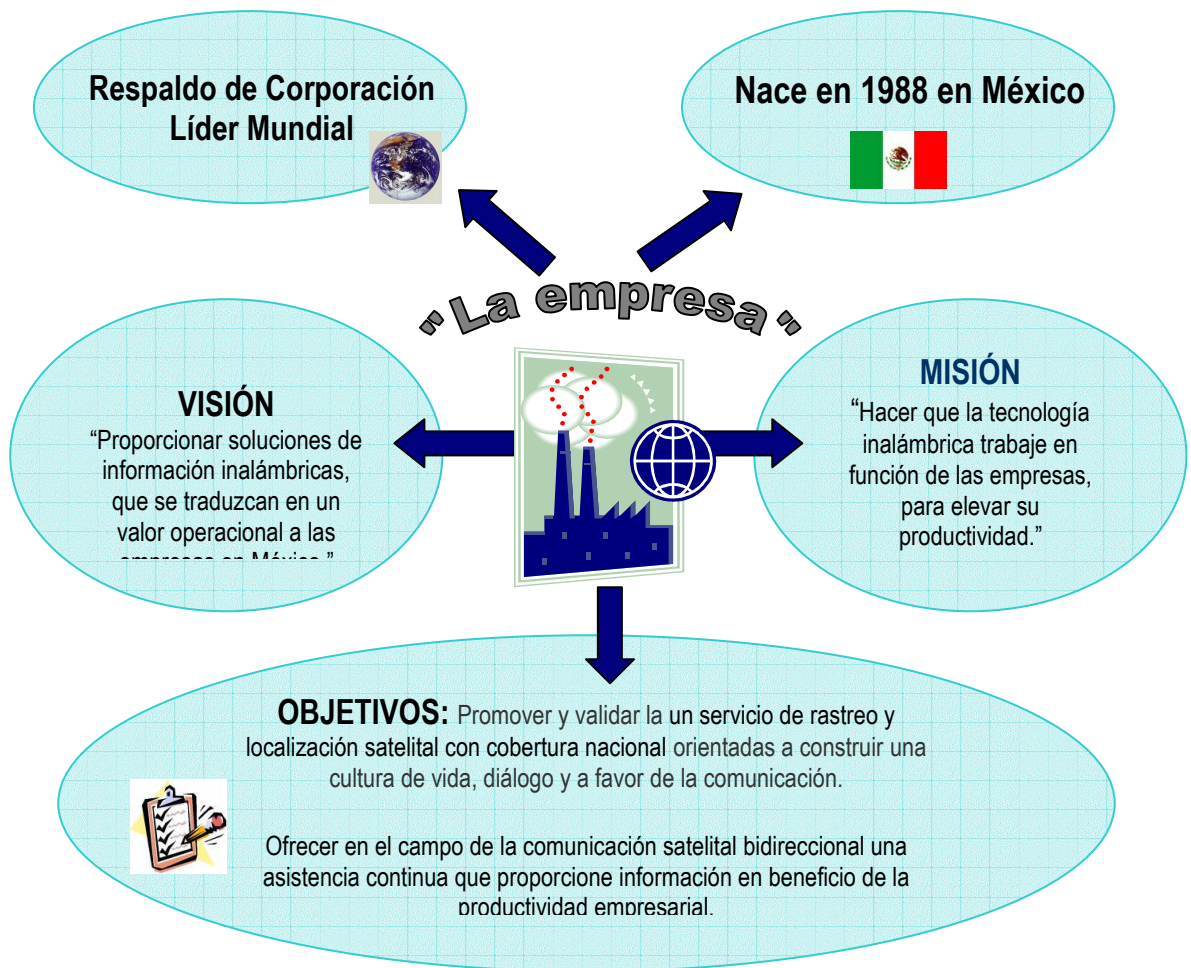 Respaldo de Corporación
Líder Mundial
Nace en 1988 en México
"La empresa"
VISIÓN
“Proporcionar soluciones de
información inalámbricas,
que se traduzcan en un
valor operacional a las
empresas en México.”
MISIÓN
“Hacer que la tecnología
inalámbrica trabaje en
función de las empresas,
para elevar su
productividad.”
OBJETIVOS: Promover y validar la un servicio de rastreo y
localización satelital con cobertura nacional orientadas a construir una
cultura de vida, diálogo y a favor de la comunicación.
Ofrecer en el campo de la comunicación satelital bidireccional una
asistencia continua que proporcione información en beneficio de la
productividad empresarial.